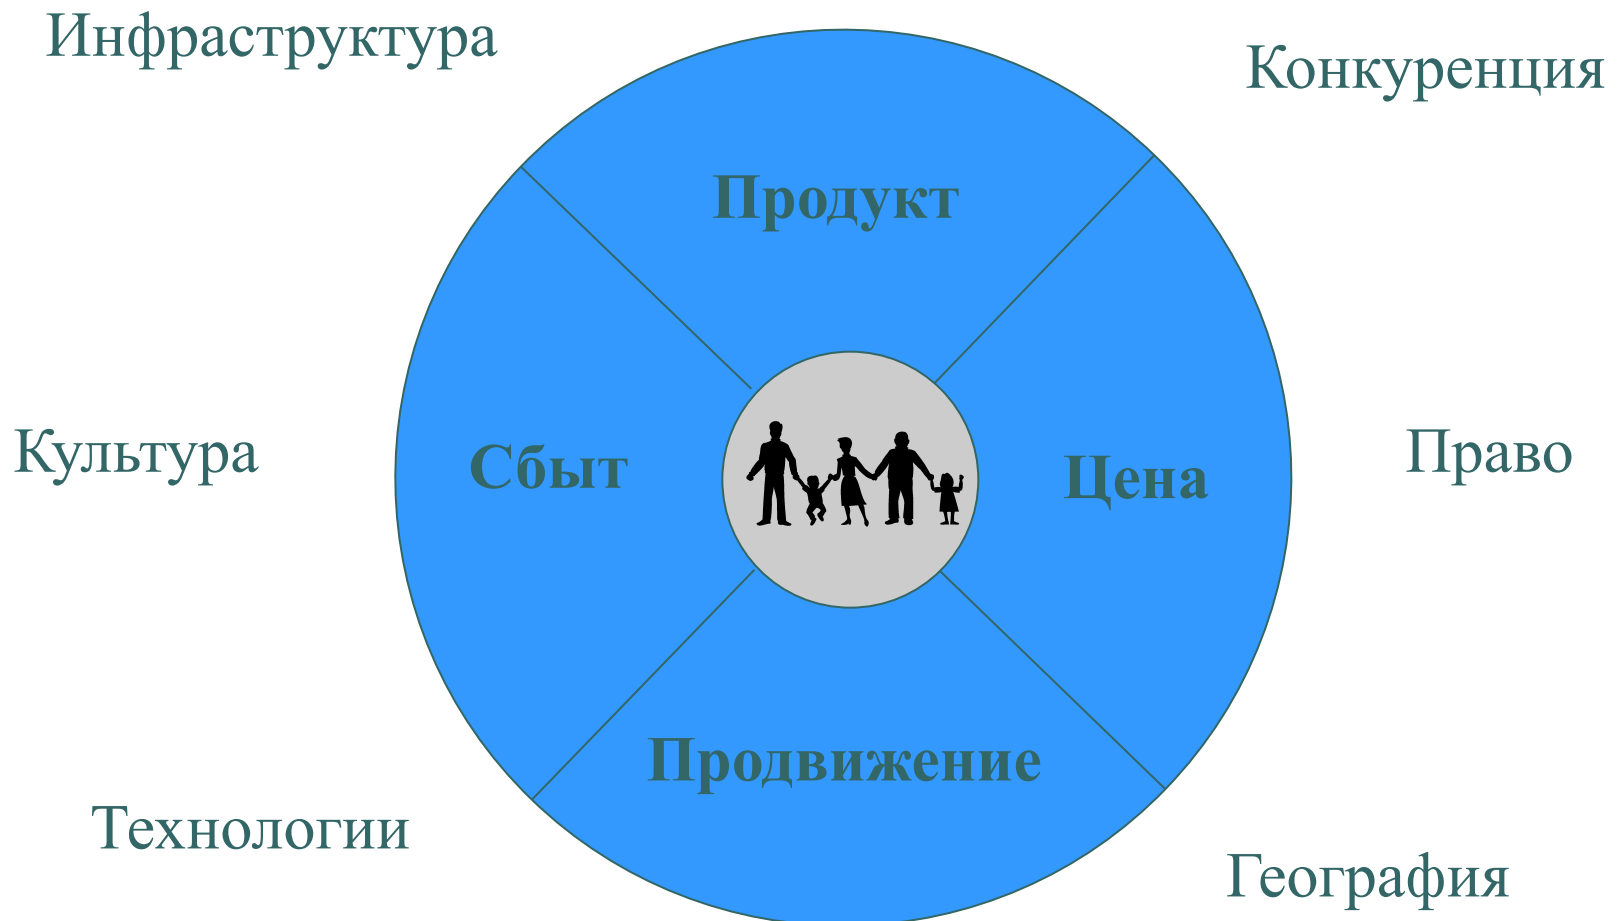 Инфраструктура
Конкуренция
Продукт
Культура
Сбыт
Цена
Право
Продвижение
Технологии
География